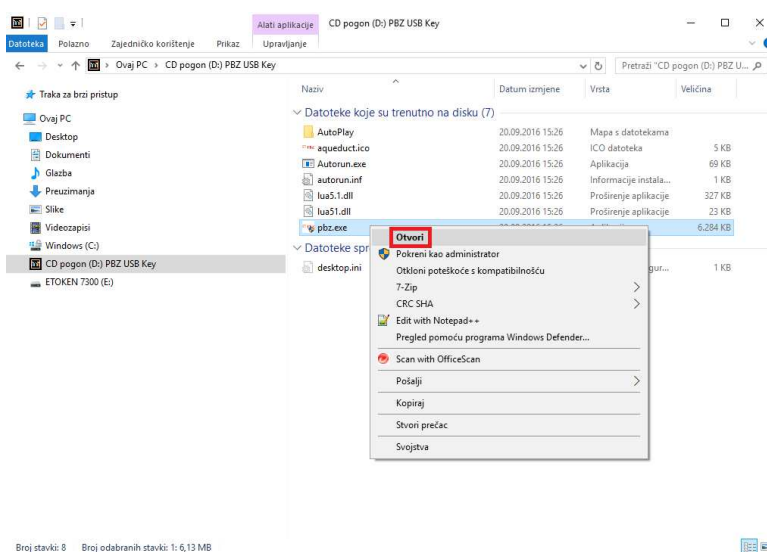 Alati aplikacije CD pogon (D:) PBZ USB Key
Datoteka Polazno Zajedničko korištenje Prikaz Upravljanje
Ovaj PC > CD pogon (D:) PBZ USB Key Pretraži "CD pogon (D:) PBZ U...
Traka za brzi pristup
Ovaj PC
Desktop
Dokumenti
Glazba
Preuzimanja
Slike
Videozapisi
Windows (C:)
CD pogon (D:) PBZ USB Key
ETOKEN 7300 (E:)
Naziv Datum izmjene Vrsta Veličina
Datoteke koje su trenutno na disku (7)
AutoPlay 20.09.2016 15:26 Mapa s datotekama
aqueduct.ico 20.09.2016 15:26 ICO datoteka 5 KB
Autorun.exe 20.09.2016 15:26 Aplikacija 69 KB
autorun.inf 20.09.2016 15:26 Informacije instala... 1 KB
lua5.1.dll 20.09.2016 15:26 Proširenje aplikacije 327 KB
lua51.dll 20.09.2016 15:26 Proširenje aplikacije 23 KB
pbz.exe 6.284 KB
Datoteke spr
desktop.ini gur... 1 KB
Otvori
Pokreni kao administrator
Otkloni poteškoće s kompatibilnošću
7-Zip
CRC SHA
Edit with Notepad++
Pregled pomoću programa Windows Defender...
Scan with OfficeScan
Pošalji
Kopiraj
Stvori prečac
Svojstva
Broj stavki: 8 Broj odabranih stavki: 1: 6,13 MB